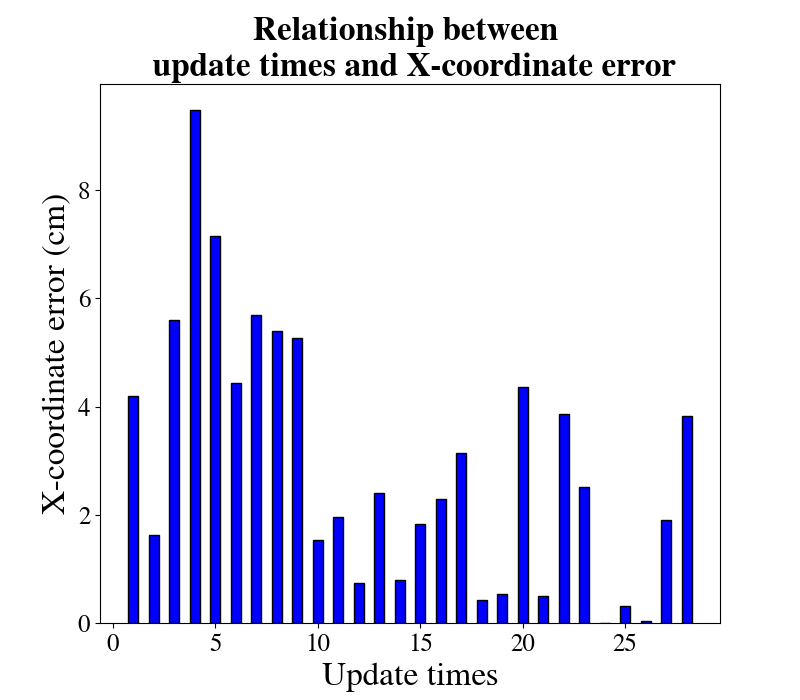 Relationship between
update times and X-coordinate error
X-coordinate error (cm)
8
6
4
2
0
0 5 10 15 20 25
Update times